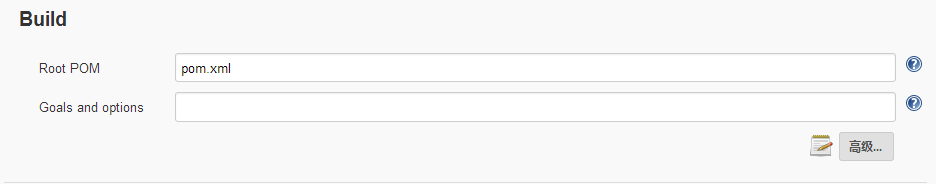 Build
Root POM
pom.xml
Goals and options
高级...